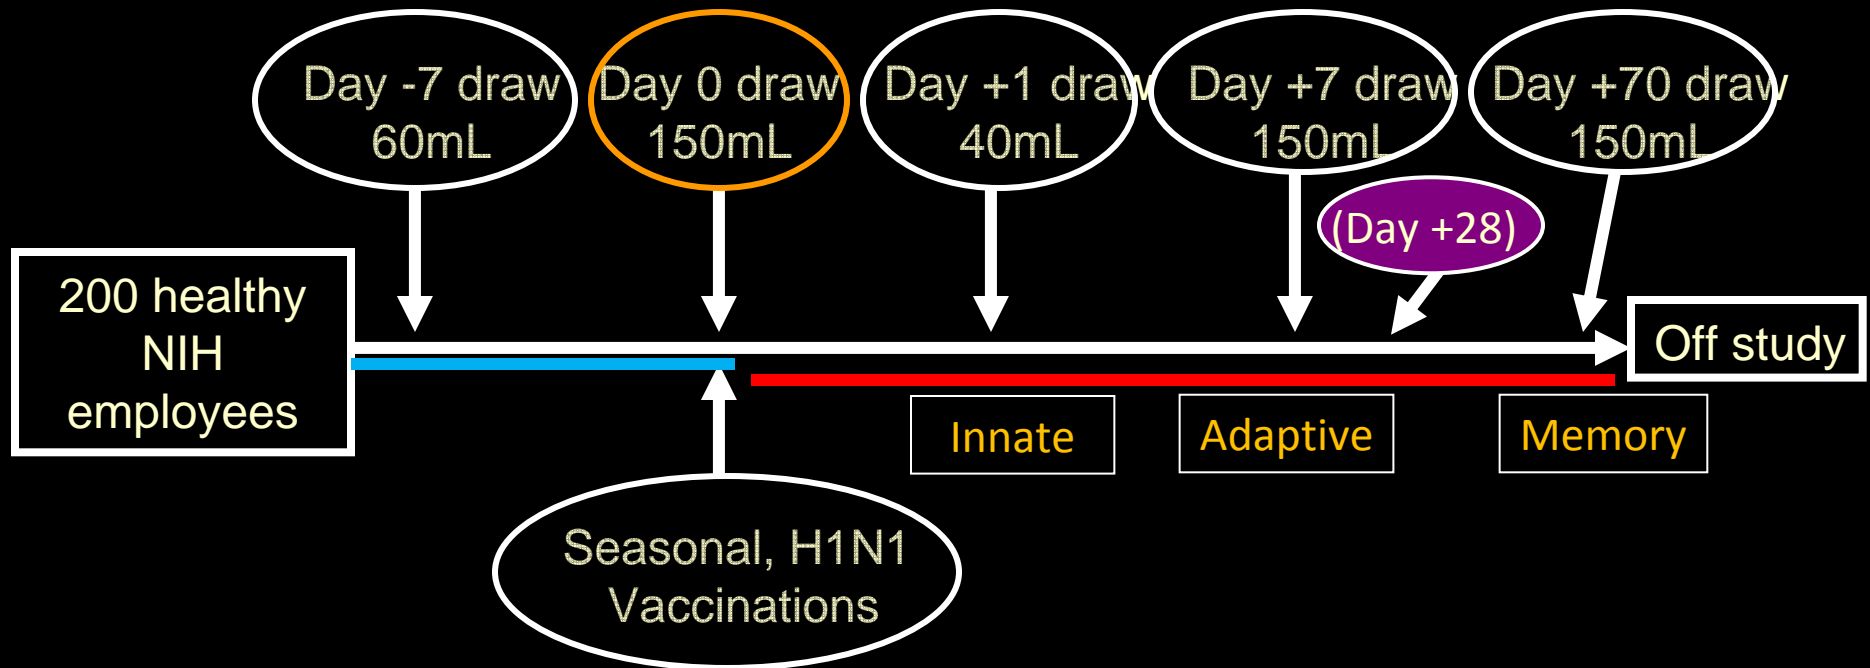 Day -7 draw
60mL
Day 0 draw
150mL
Day +1 draw
40mL
Day +7 draw
150mL
Day +70 draw
150mL
(Day +28)
200 healthy
NIH
employees
Off study
Innate
Adaptive
Memory
Seasonal, H1N1
Vaccinations